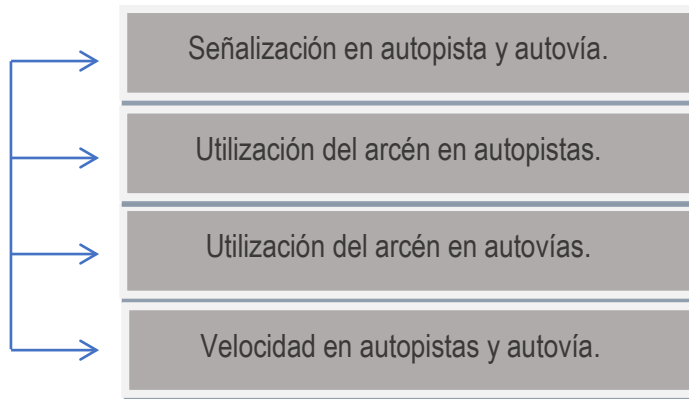 Señalización en autopista y autovía.
Utilización del arcén en autopistas.
Utilización del arcén en autovías.
Velocidad en autopistas y autovía.